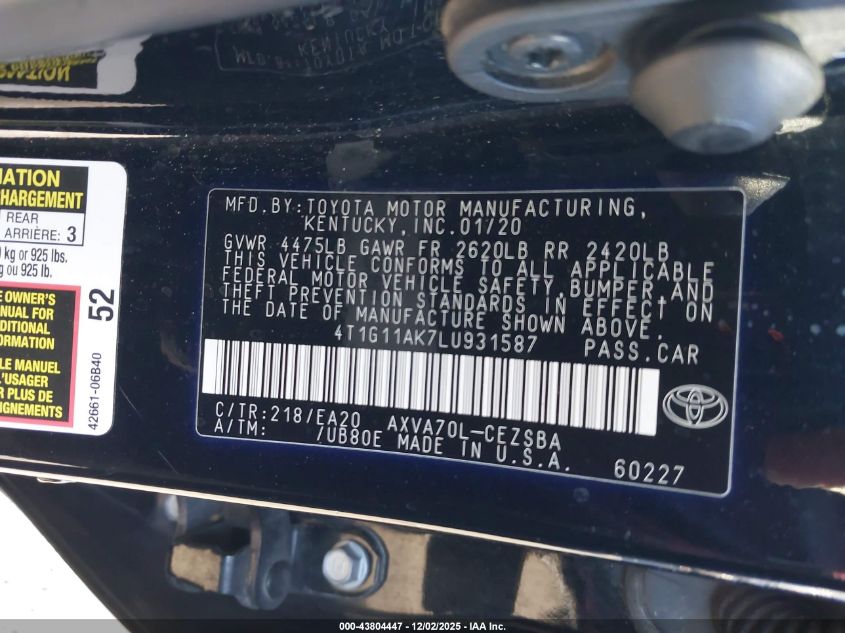 KENTUCKY
NOITA
MATION
CHARGEMENT
REAR
ARRIÈRE: 3
kg or 925 lbs.
ou 925 lb.
OWNER'S
MANUAL FOR
DITIONAL
FORMATION
LE MANUEL
L'USAGER
PLUS DE
SEIGNEMENTS
52
42661-06B40
MFD.BY:TOYOTA MOTOR MANUFACTURING,
KENTUCKY, INC.01/20
GVWR 4475LB GAWR FR 2620LB RR 2420LB
THIS VEHICLE CONFORMS TO ALL APPLICABLE
FEDERAL MOTOR VEHICLE SAFETY, BUMPER, AND
THEFT PREVENTION STANDARDS IN EFFECT ON
THE DATE OF MANUFACTURE SHOWN ABOVE.
4T1G11AK7LU931587 PASS.CAR
C/TR:218/EA20 AXVA70L-CEZSBA
A/TM: /UB80E MADE IN U.S.A.
60227
000-43804447 - 12/02/2025 - IAA Inc.